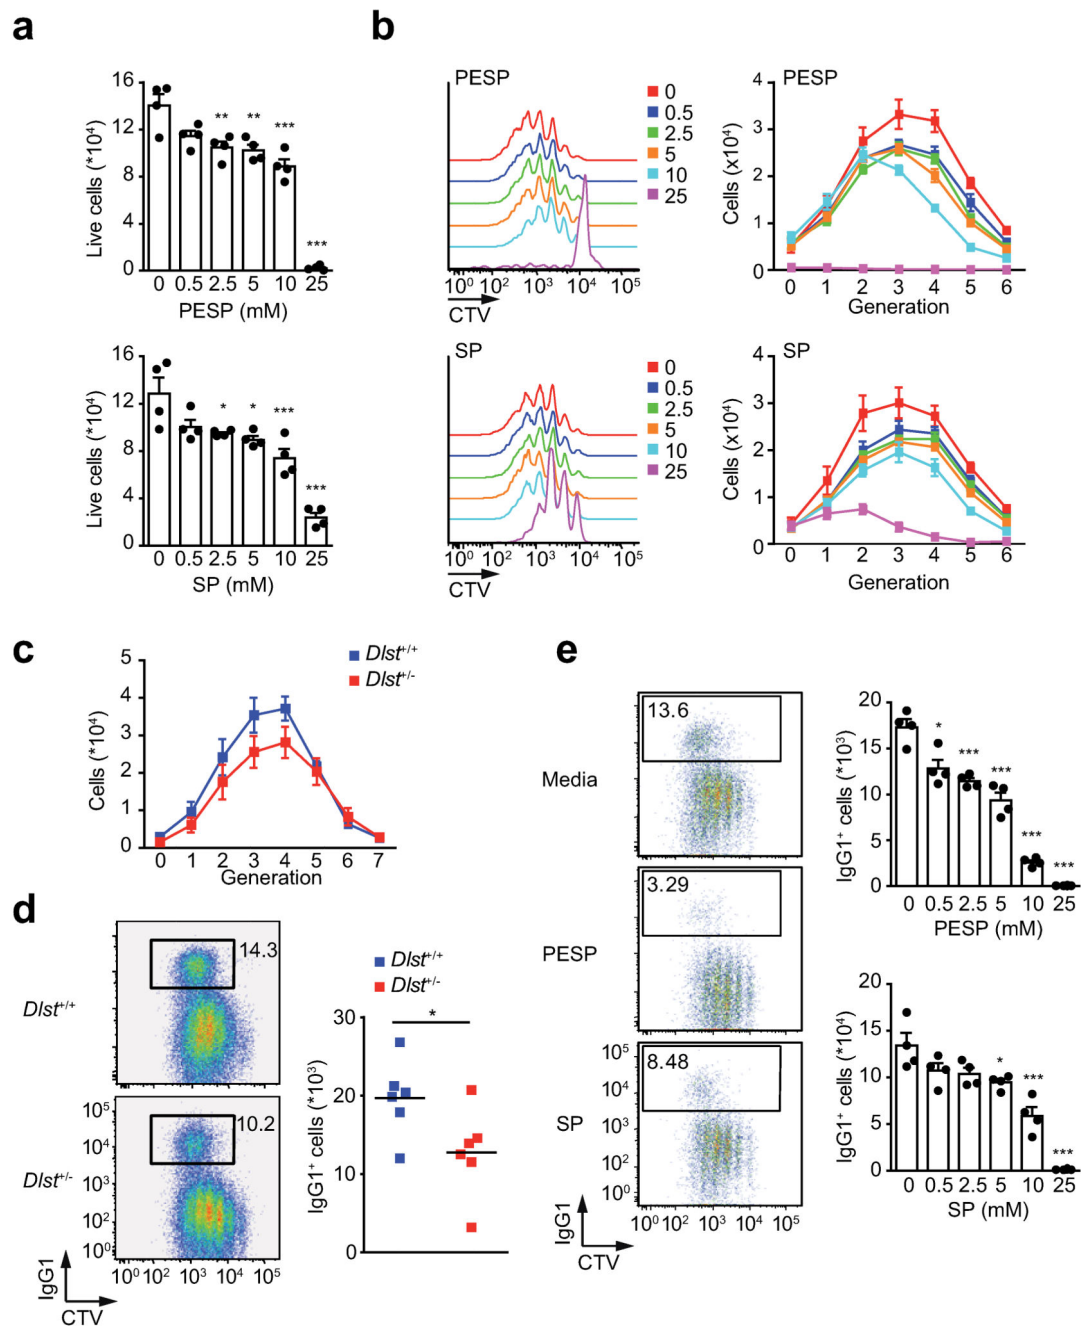 a
16
12
8
4
0
Live cells (*10⁴)
** ** ***
***
0 0.5 2.5 5 10 25
PESP (mM)
16
12
8
4
0
Live cells (*10⁴)
* * ***
***
0 0.5 2.5 5 10 25
SP (mM)
b
PESP
0
0.5
2.5
5
10
25
10⁰ 10² 10³ 10⁴ 10⁵
CTV
PESP
4
3
2
1
0
Cells (x10⁴)
0 1 2 3 4 5 6
Generation
SP
0
0.5
2.5
5
10
25
10⁰ 10² 10³ 10⁴ 10⁵
CTV
SP
4
3
2
1
0
Cells (x10⁴)
0 1 2 3 4 5 6
Generation
c
Dlst⁺/⁺
Dlst⁺/⁻
5
4
3
2
1
0
Cells (*10⁴)
0 1 2 3 4 5 6 7
Generation
d
Dlst⁺/⁺
14.3
Dlst⁺/⁻
10.2
10⁵
10⁴
10³
10²
10⁰
10⁰ 10² 10³ 10⁴ 10⁵
IgG1
CTV
Dlst⁺/⁺
Dlst⁺/⁻
*
30
20
10
0
IgG1⁺ cells (*10³)
e
Media
13.6
PESP
3.29
SP
8.48
10⁵
10⁴
10³
10²
10⁰
10⁰ 10² 10³ 10⁴ 10⁵
IgG1
CTV
20
15
10
5
0
IgG1⁺ cells (*10³)
* *** *** *** ***
0 0.5 2.5 5 10 25
PESP (mM)
20
15
10
5
0
IgG1⁺ cells (*10⁴)
* *** ***
0 0.5 2.5 5 10 25
SP (mM)